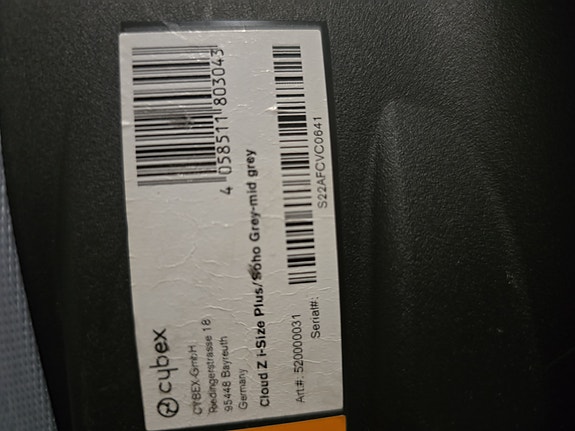 cybex
CYBEX-GmbH
Riedingerstrasse 18
95448 Bayreuth
Germany
4 058511 803043
Cloud Z i-Size Plus/Soho Grey-mid grey
Art.#: 520000031
Serial#:
S22AFCVC0641